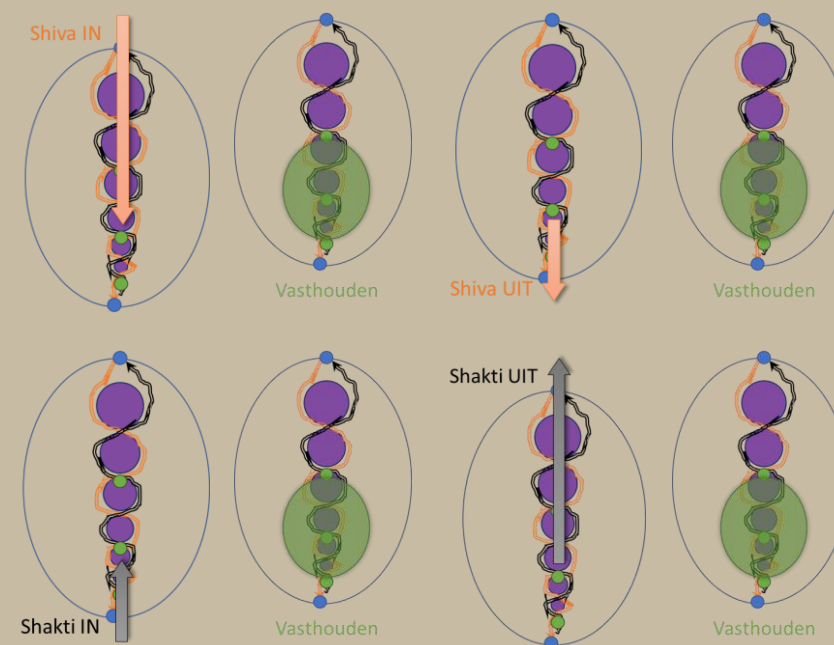 Shiva IN
Vasthouden
Shiva UIT
Vasthouden
Shakti IN
Vasthouden
Shakti UIT
Vasthouden